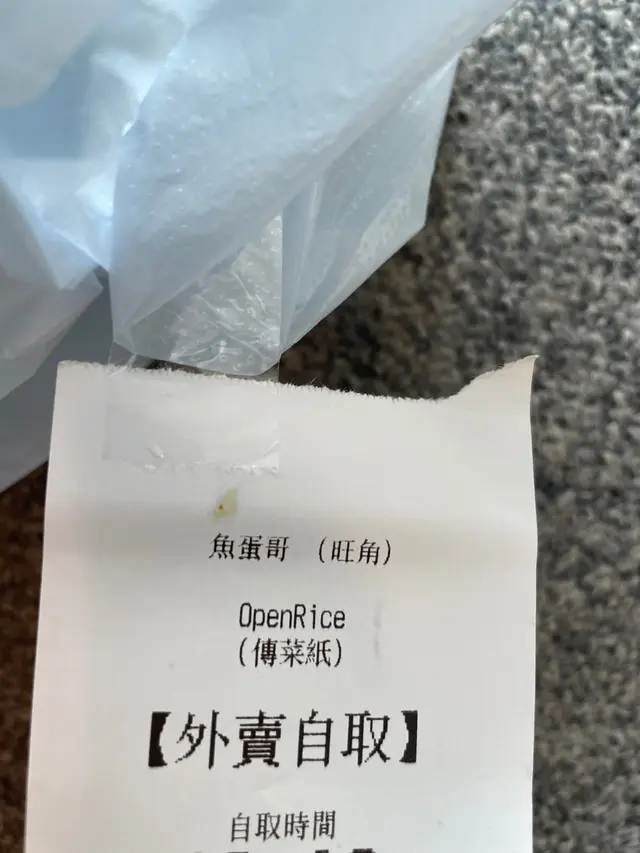 魚蛋哥 (旺角)
OpenRice
(傳菜紙)
【外賣自取】
自取時間